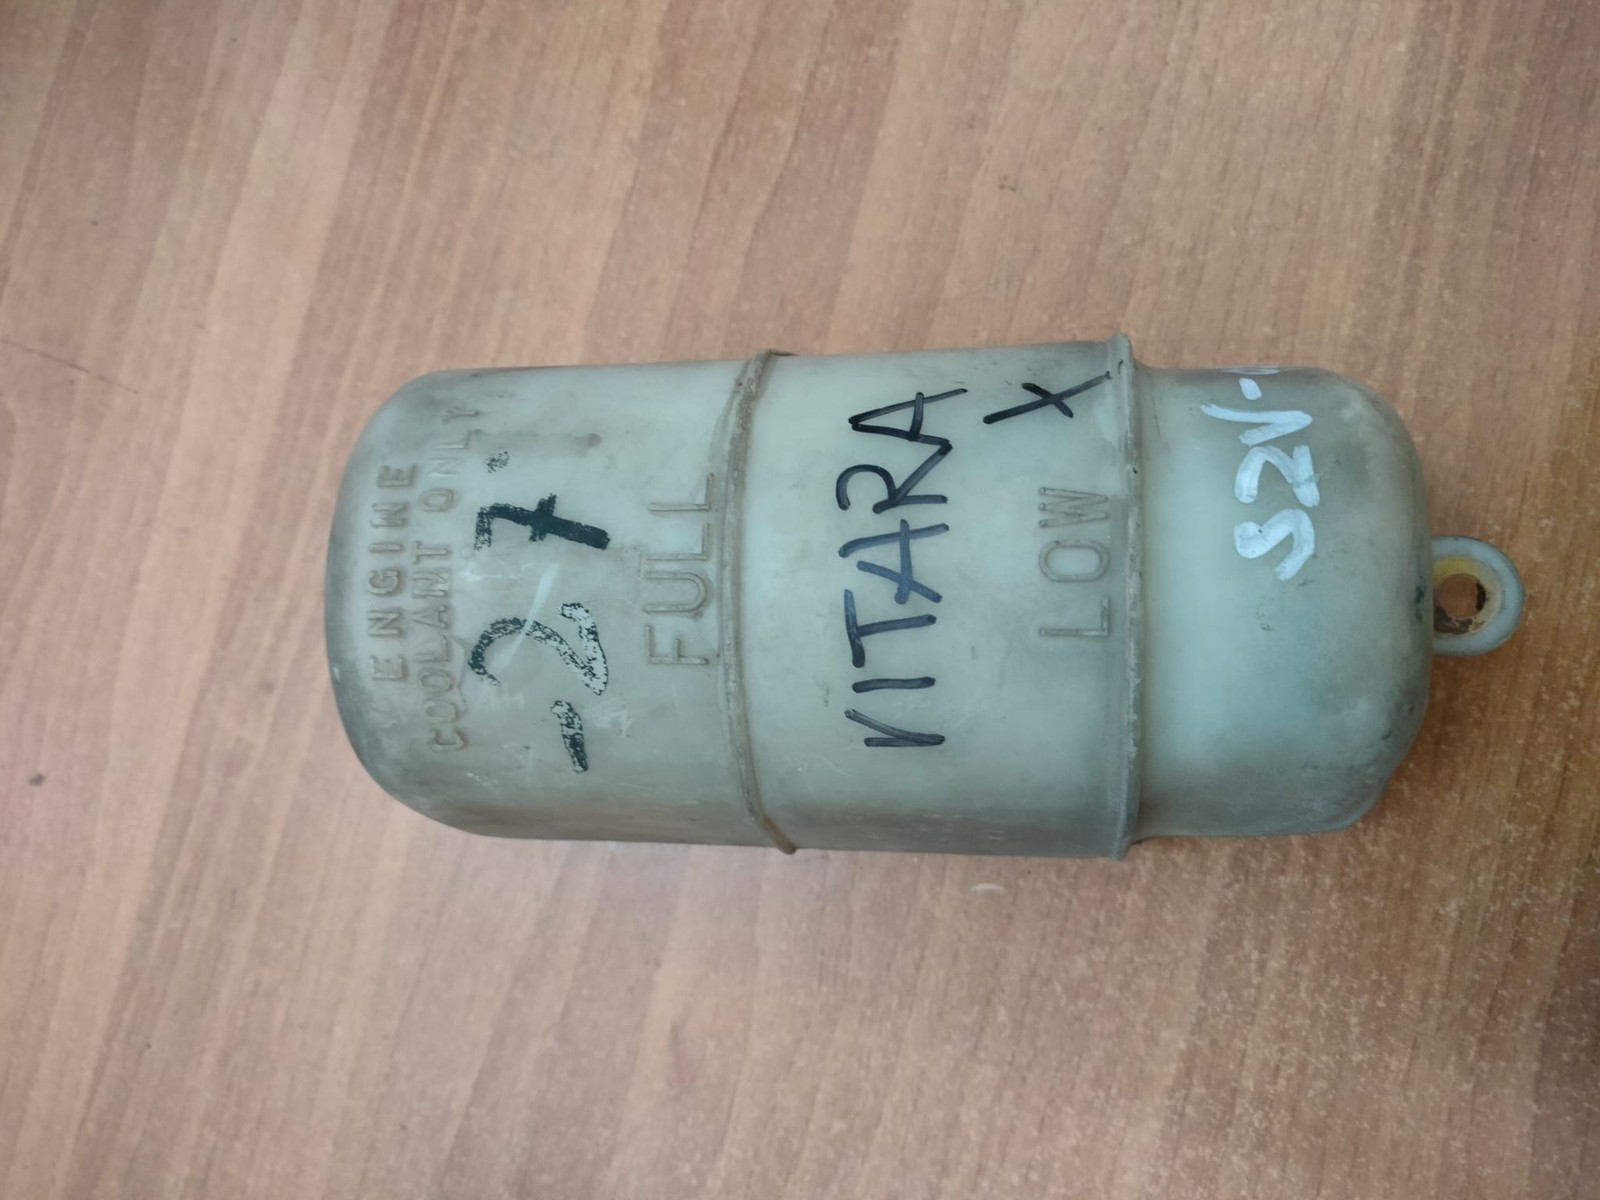 ENGINE
COOLANT ONLY
27
FULL
VITARA
X
LOW